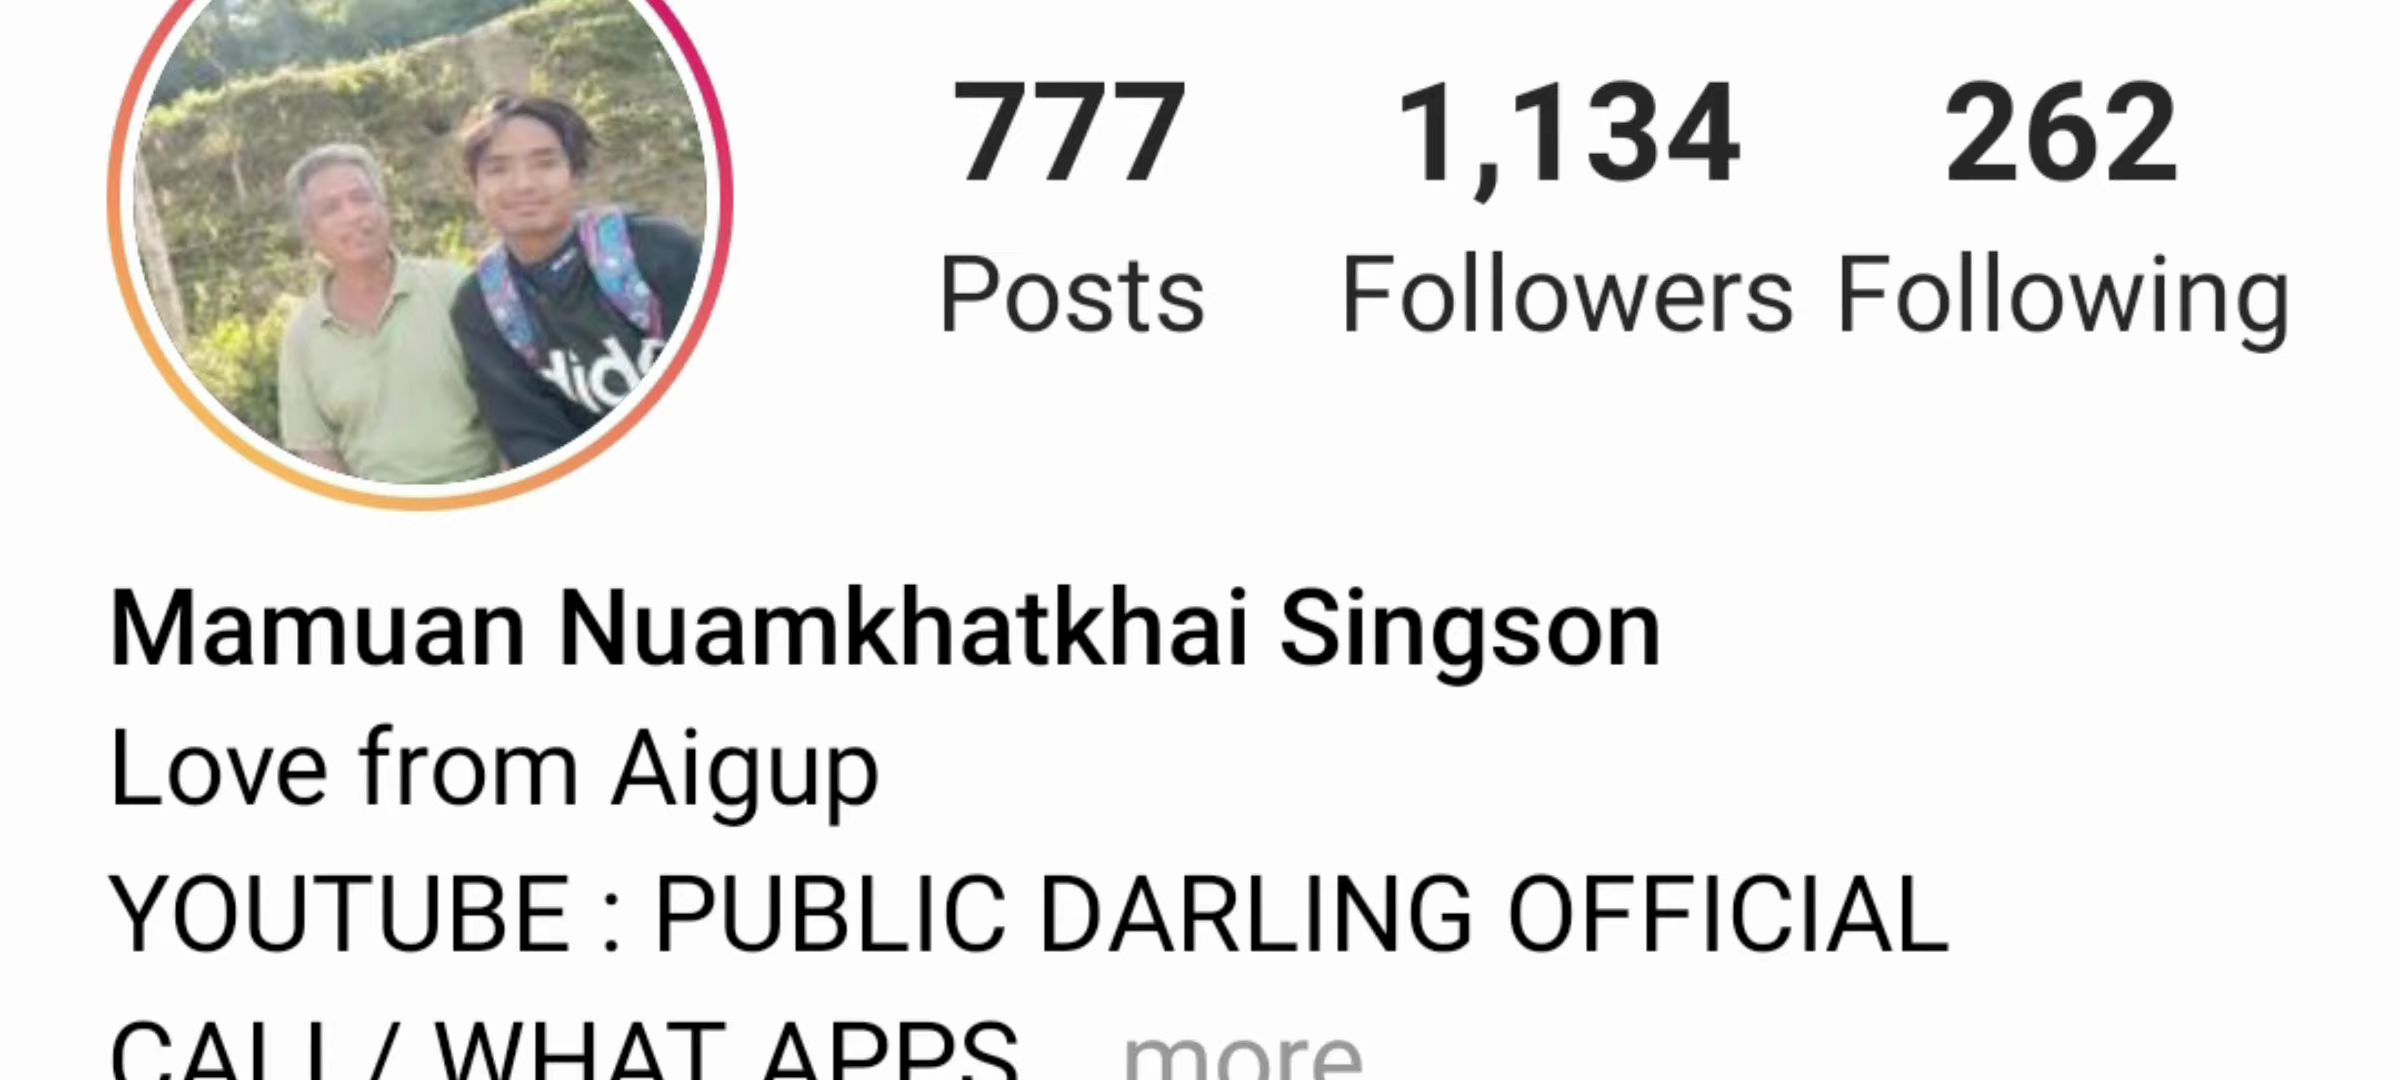 777 1,134 262
Posts Followers Following
Mamuan Nuamkhatkhai Singson
Love from Aigup
YOUTUBE : PUBLIC DARLING OFFICIAL
CALL/ WHAT APPS more